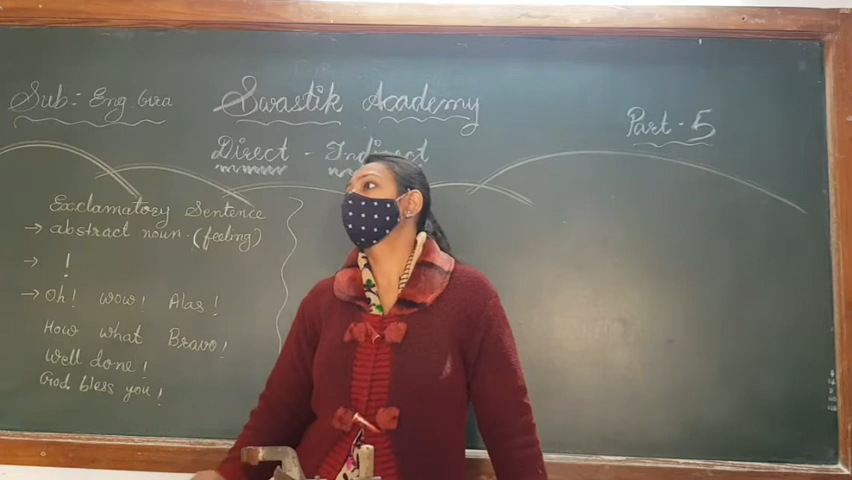 Sub:- Eng. Gra
Swastik Academy
Part-5
Direct - Indirect
Exclamatory Sentence
→ abstract noun. (feeling)
→ !
→ Oh! wow! Alas!
How what Bravo!
Well done!
God bless you!